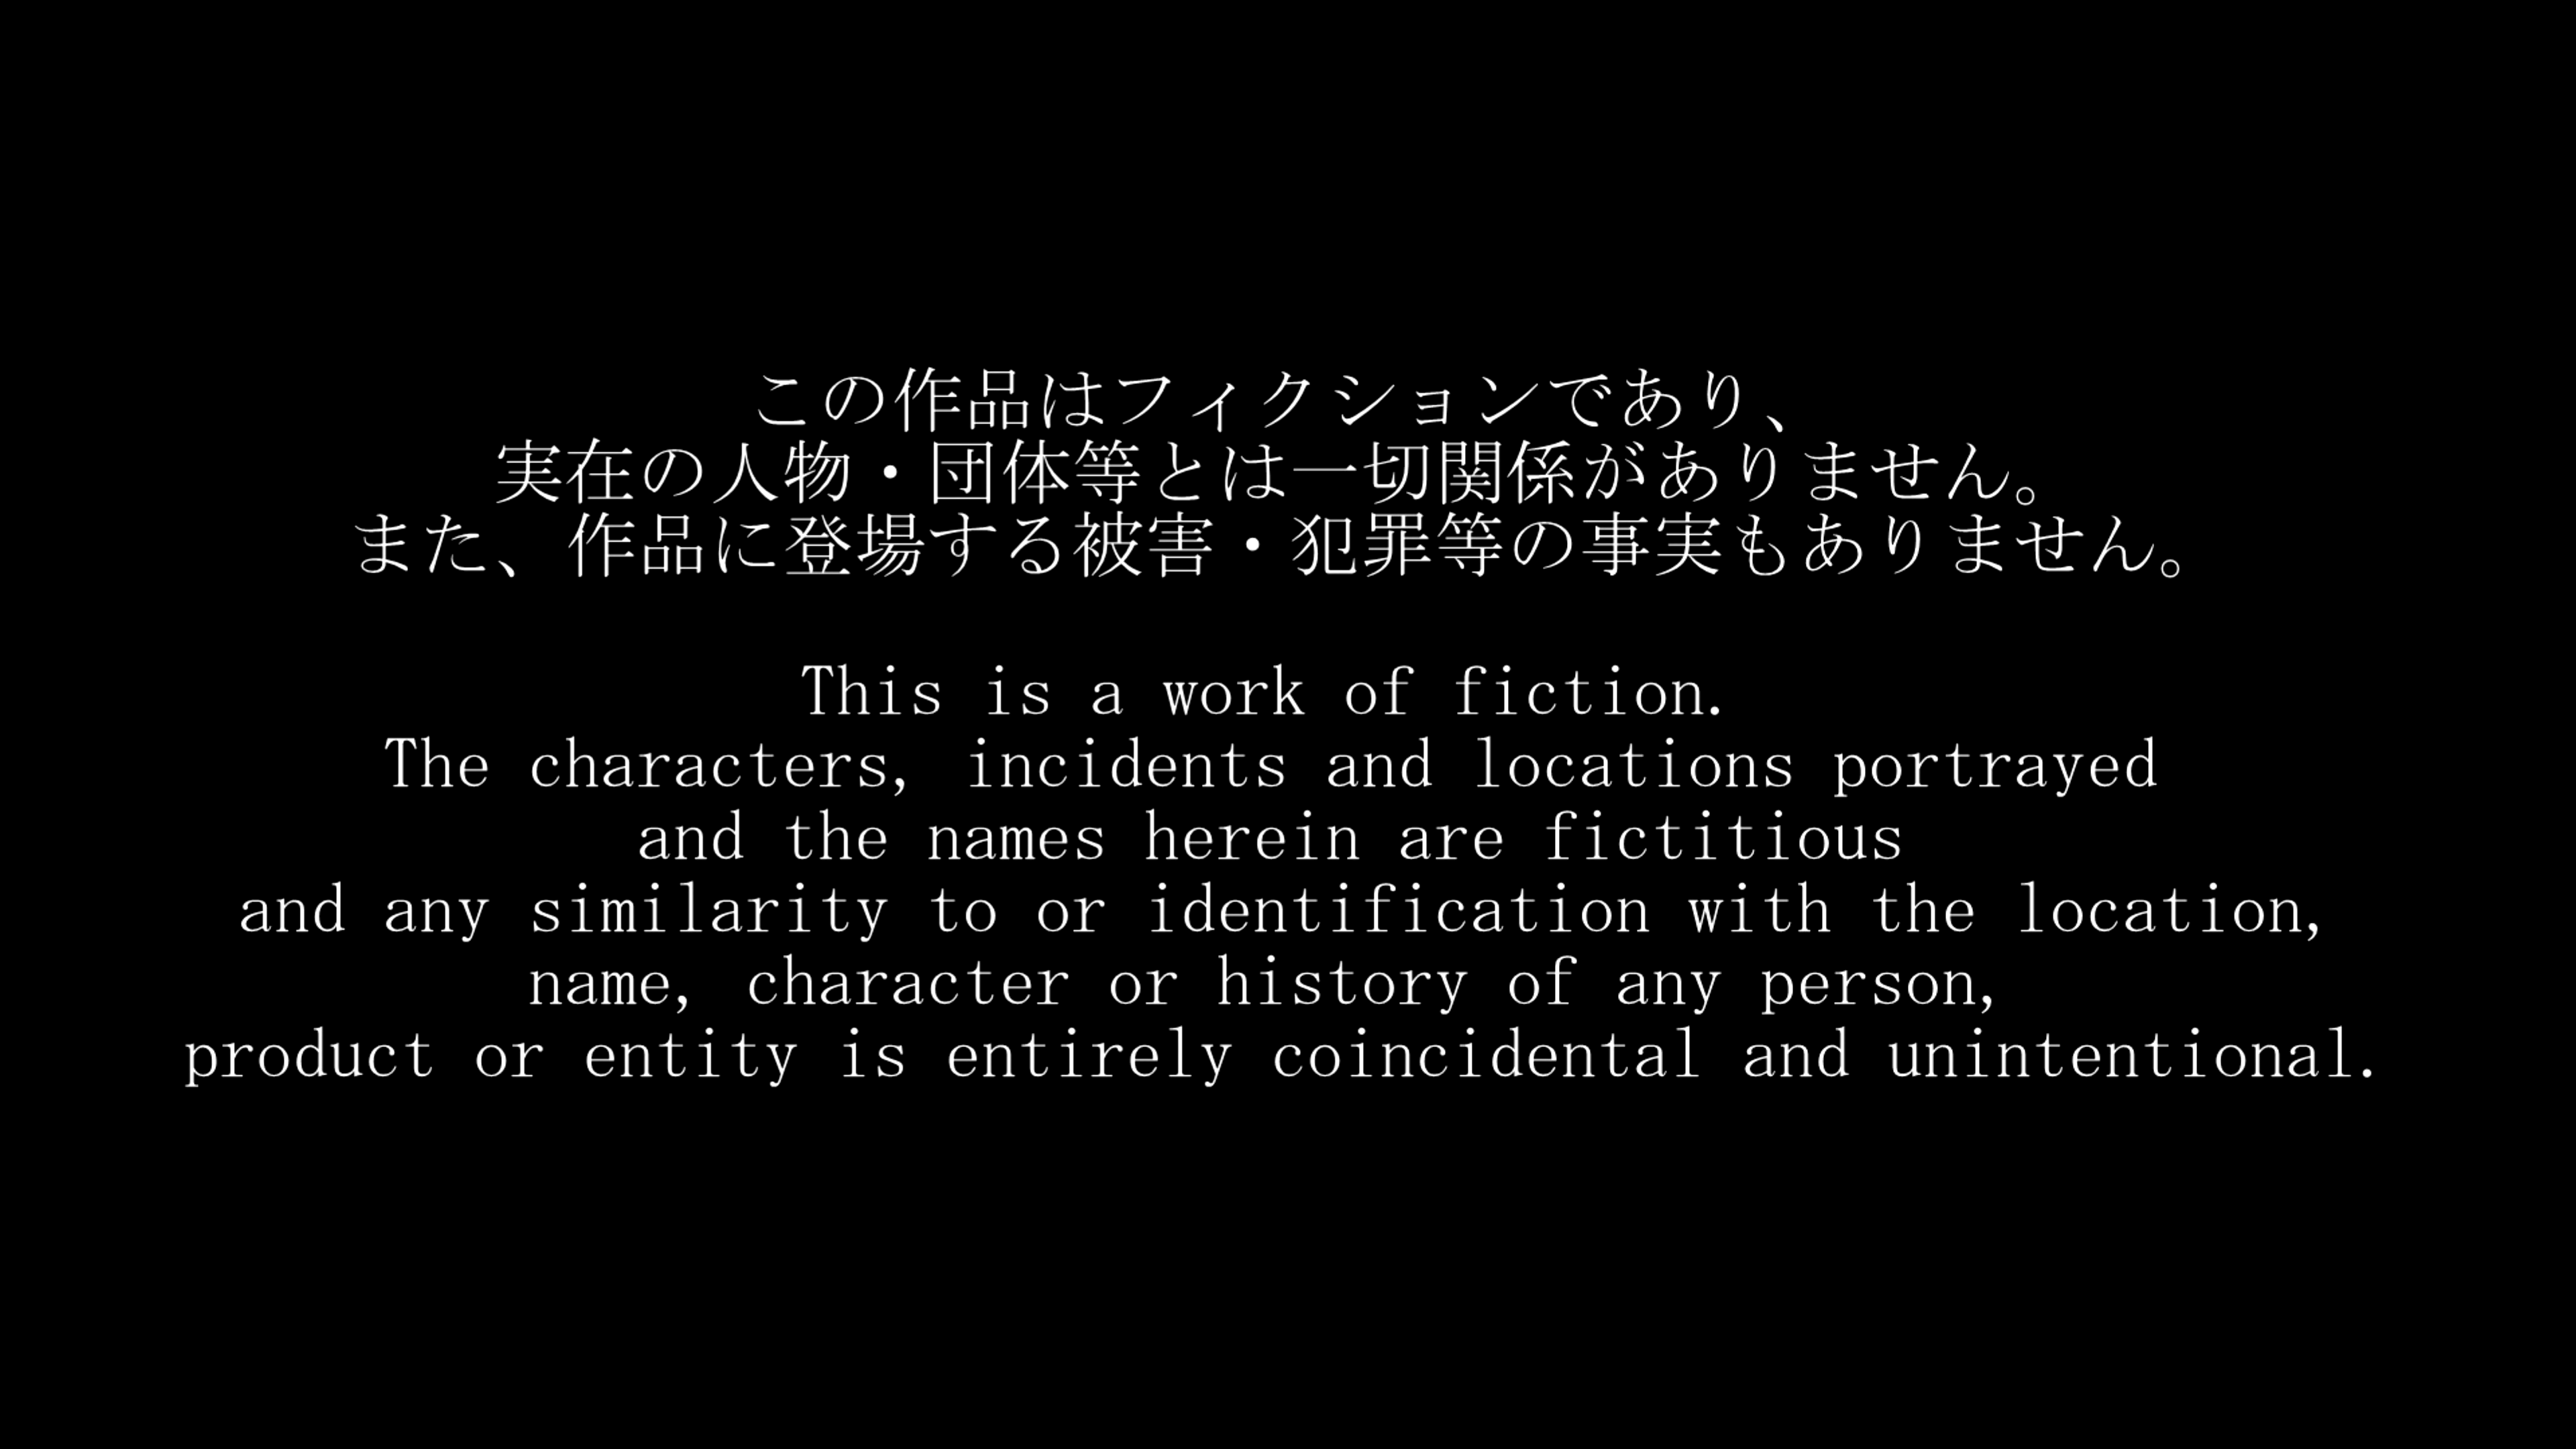 この作品はフィクションであり、
実在の人物・団体等とは一切関係がありません。
また、作品に登場する被害・犯罪等の事実もありません。
This is a work of fiction.
The characters, incidents and locations portrayed
and the names herein are fictitious
and any similarity to or identification with the location,
name, character or history of any person,
product or entity is entirely coincidental and unintentional.